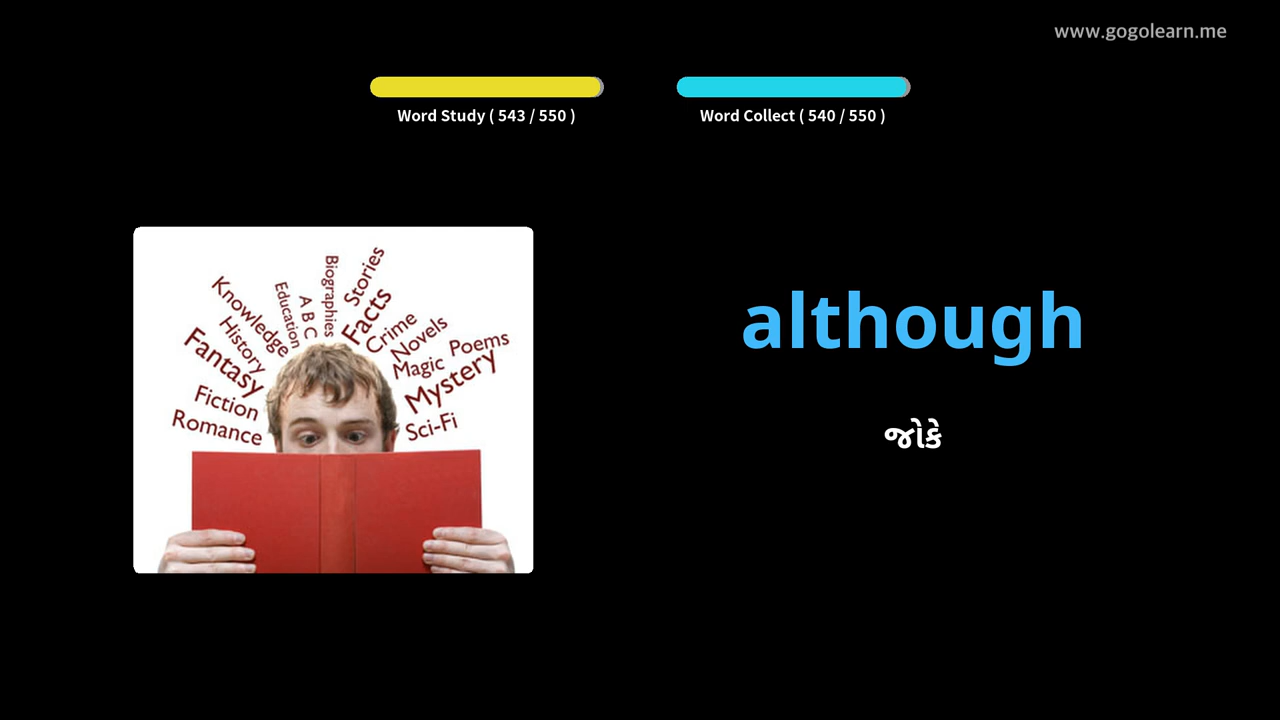 www.gogolearn.me
Word Study ( 543 / 550 )
Word Collect ( 540 / 550 )
Biographies
Stories
Knowledge
Education
A B C
Facts
History
Crime
Novels
Fantasy
Magic
Poems
Mystery
Fiction
Romance
Sci-Fi
although
જોકે